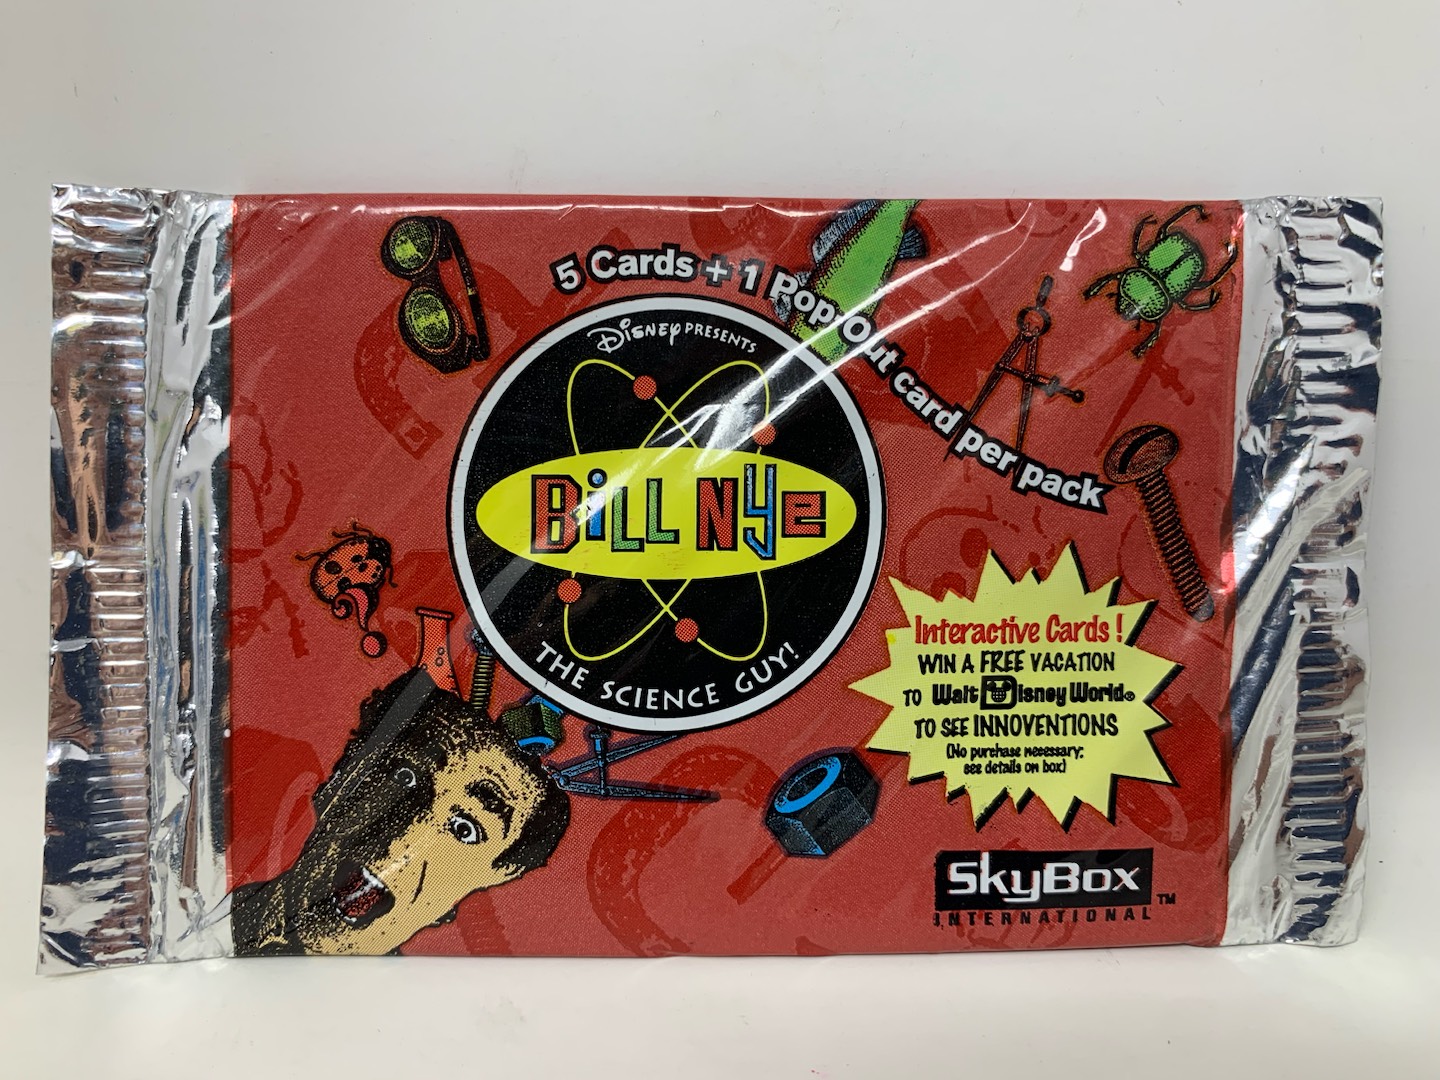 5 Cards + 1 Pop-Out card per pack
Disney PRESENTS
BiLL NYe
THE SCIENCE GUY!
Interactive Cards!
WIN A FREE VACATION
TO Walt Disney World®
TO SEE INNOVENTIONS
(No purchase necessary;
see details on box)
SkyBox™
INTERNATIONAL